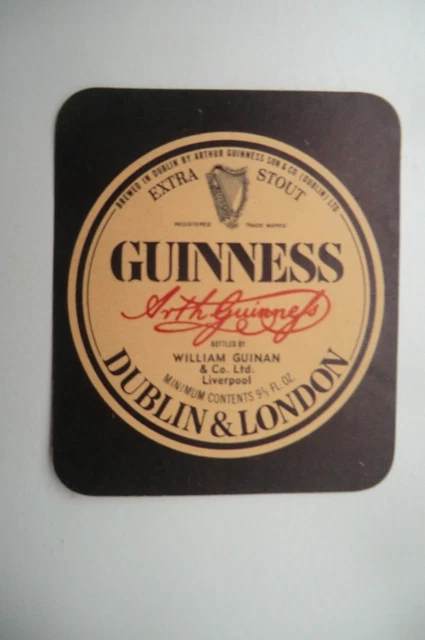 BREWED IN DUBLIN BY ARTHUR GUINNESS SON & CO. (DUBLIN) LTD.
EXTRA STOUT
REGISTERED TRADE MARKS
GUINNESS
Arth Guinness
BOTTLED BY
WILLIAM GUINAN
& Co. Ltd.
Liverpool
MINIMUM CONTENTS 9⅔ FL. OZ.
DUBLIN & LONDON